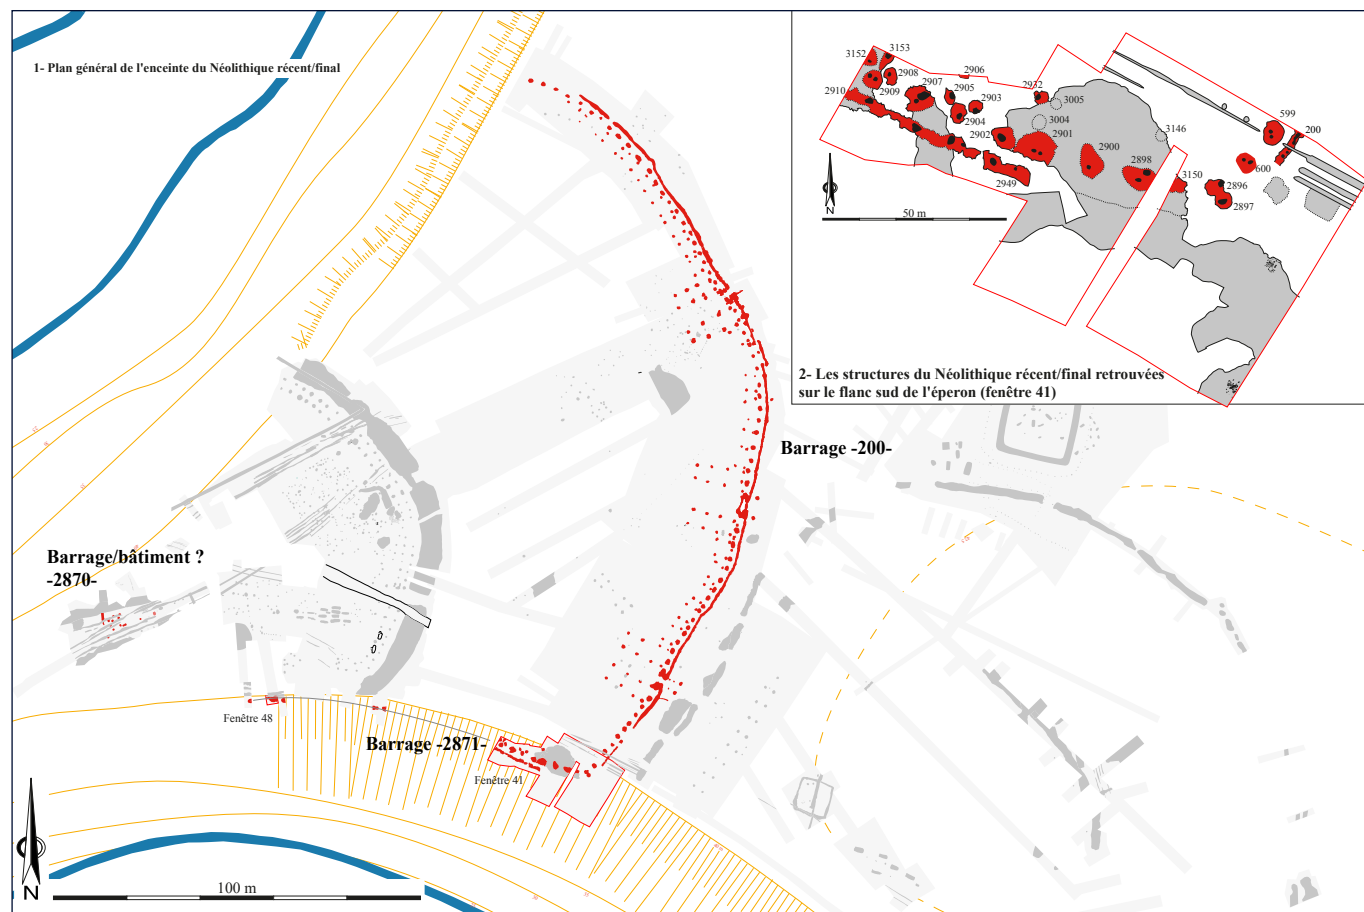 1- Plan général de l'enceinte du Néolithique récent/final
3152
3153
2908
2909
2910
2907
2906
2905
2903
2904
2932
3005
3004
2902
2901
2949
2900
2898
3146
3150
599
200
600
2896
2897
N
50 m
2- Les structures du Néolithique récent/final retrouvées
sur le flanc sud de l'éperon (fenêtre 41)
Barrage -200-
Barrage/bâtiment ?
-2870-
Fenêtre 48
Barrage -2871-
Fenêtre 41
N
100 m